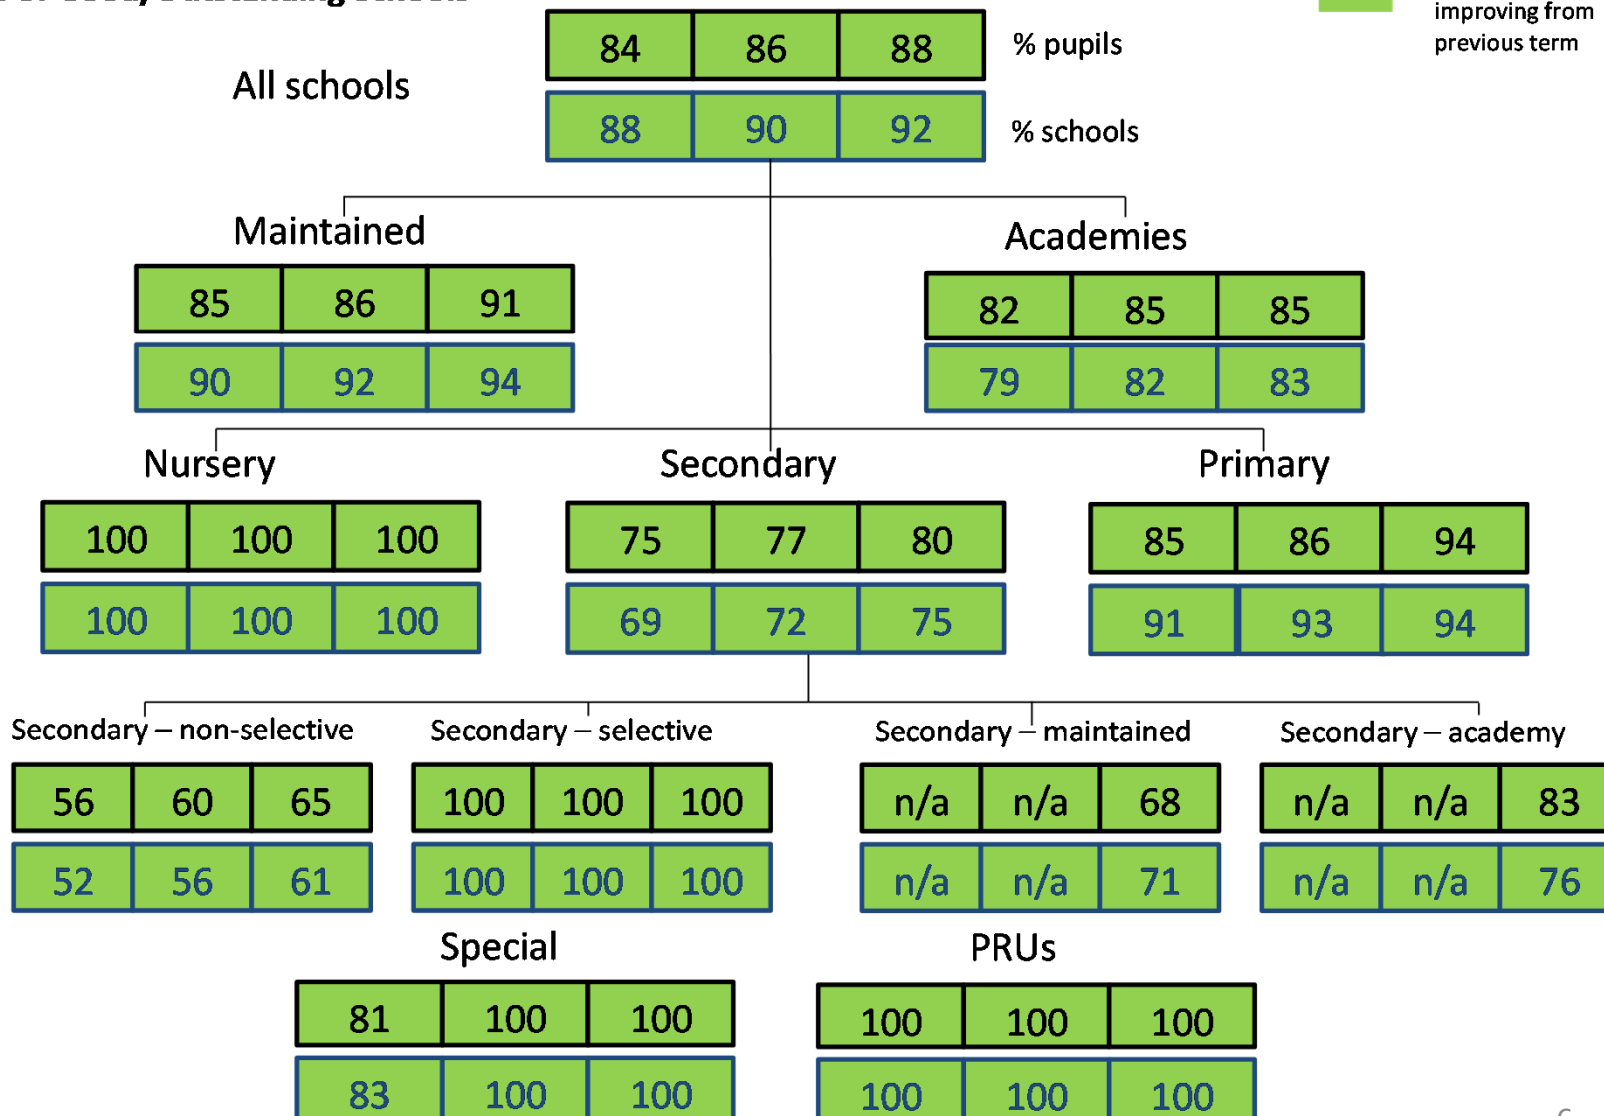 improving from
previous term
84 86 88 % pupils
All schools
88 90 92 % schools
Maintained Academies
85 86 91 82 85 85
90 92 94 79 82 83
Nursery Secondary Primary
100 100 100 75 77 80 85 86 94
100 100 100 69 72 75 91 93 94
Secondary – non-selective Secondary – selective Secondary – maintained Secondary – academy
56 60 65 100 100 100 n/a n/a 68 n/a n/a 83
52 56 61 100 100 100 n/a n/a 71 n/a n/a 76
Special PRUs
81 100 100 100 100 100
83 100 100 100 100 100